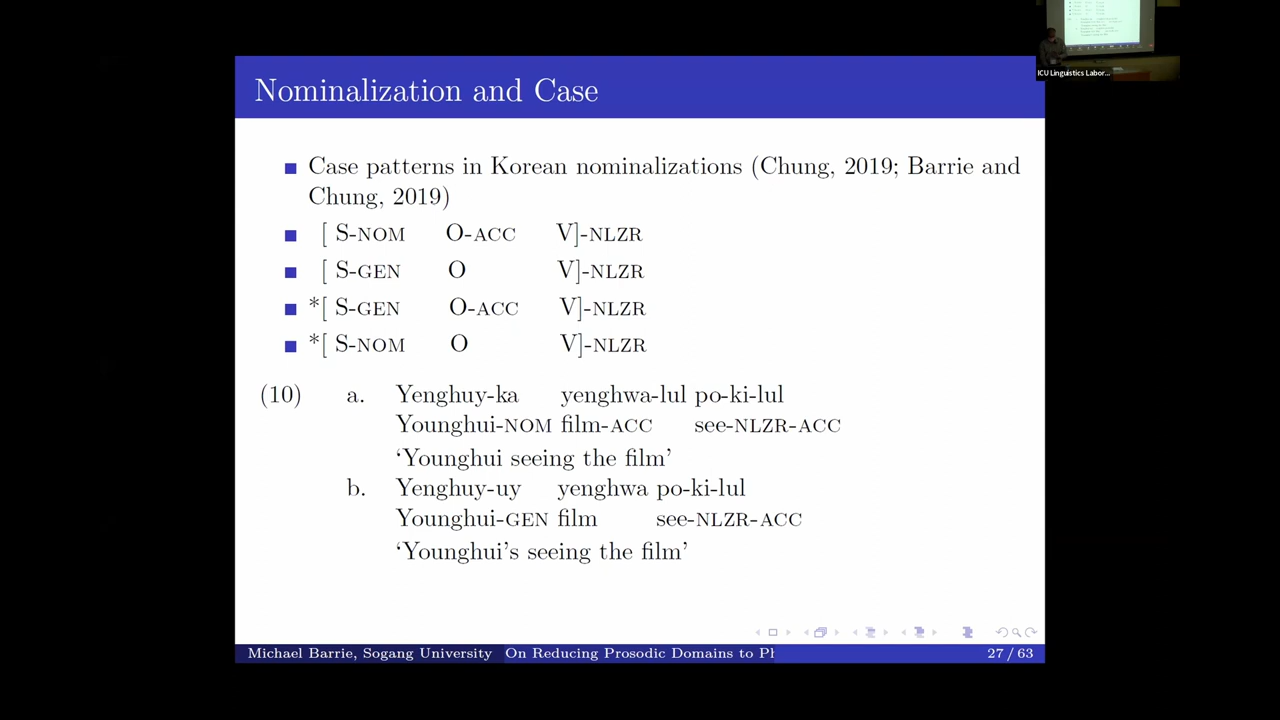 ICU Linguistics Labor...
Nominalization and Case
Case patterns in Korean nominalizations (Chung, 2019; Barrie and
Chung, 2019)
[ S-NOM O-ACC V]-NLZR
[ S-GEN O V]-NLZR
*[ S-GEN O-ACC V]-NLZR
*[ S-NOM O V]-NLZR
(10) a. Yenghuy-ka yenghwa-lul po-ki-lul
Younghui-NOM film-ACC see-NLZR-ACC
‘Younghui seeing the film’
b. Yenghuy-uy yenghwa po-ki-lul
Younghui-GEN film see-NLZR-ACC
‘Younghui's seeing the film’
Michael Barrie, Sogang University On Reducing Prosodic Domains to Ph 27 / 63